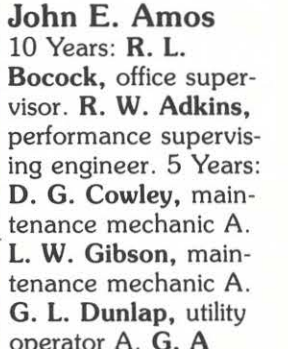 John E. Amos
10 Years: R. L.
Bocock, office super-
visor. R. W. Adkins,
performance supervis-
ing engineer. 5 Years:
D. G. Cowley, main-
tenance mechanic A.
L. W. Gibson, main-
tenance mechanic A.
G. L. Dunlap, utility
operator A. G. A